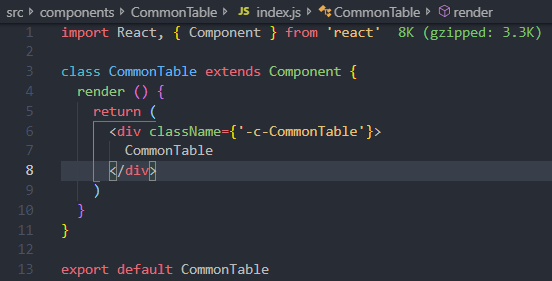 src > components > CommonTable > JS index.js > CommonTable > render
1 import React, { Component } from 'react' 8K (gzipped: 3.3K)
2
3 class CommonTable extends Component {
4 render () {
5 return (
6 <div className={'-c-CommonTable'}>
7 CommonTable
8 </div>
9 )
10 }
11 }
12
13 export default CommonTable